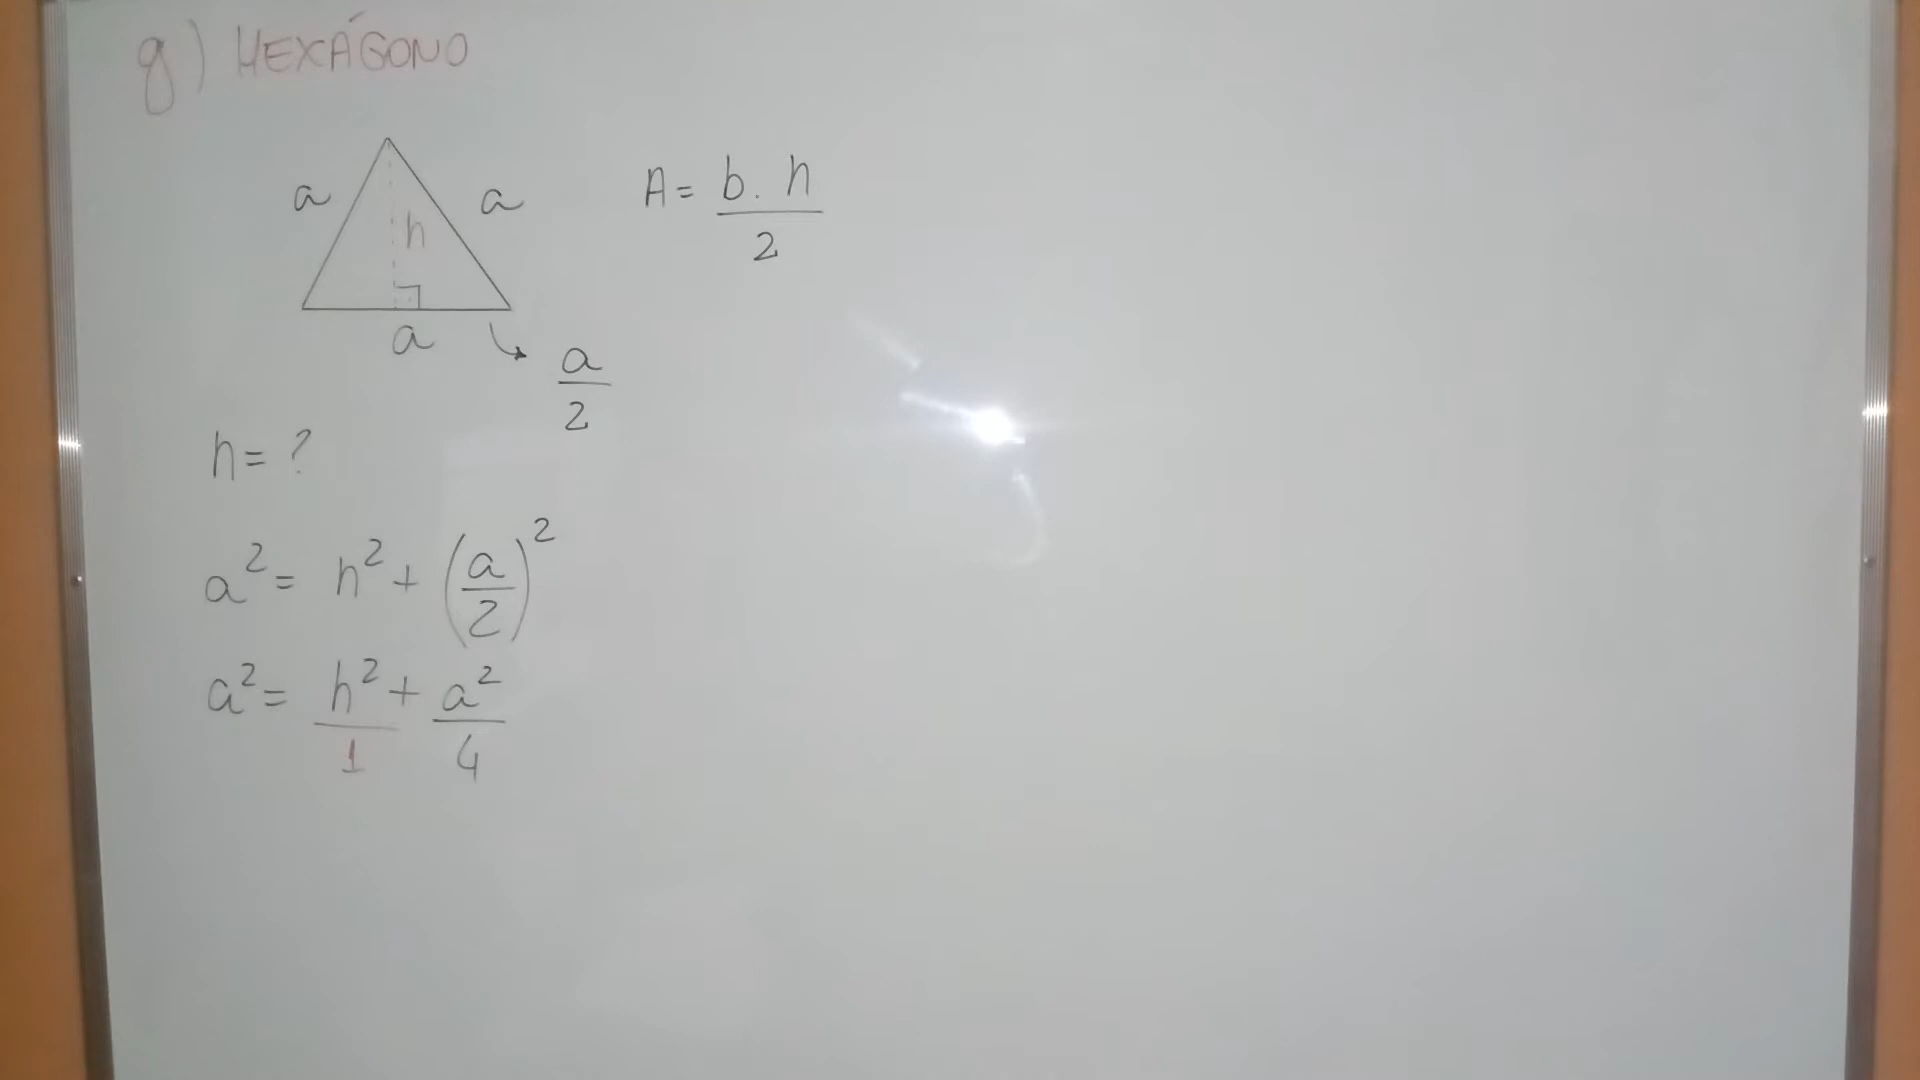 g) HEXÁGONO
a a
h
a
a/2
A = b . h / 2
h = ?
a² = h² + (a/2)²
a² = h²/1 + a²/4